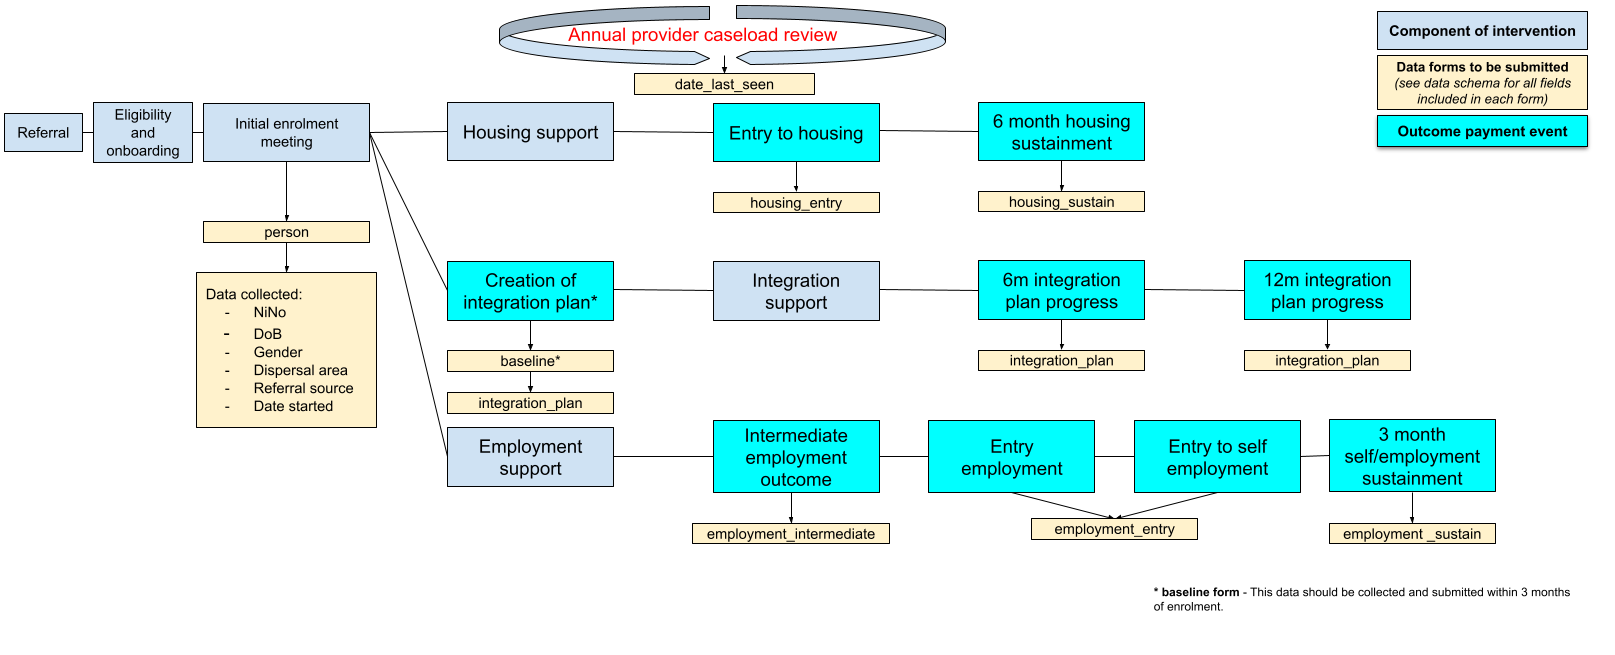 Annual provider caseload review
date_last_seen
Component of intervention
Data forms to be submitted
(see data schema for all fields
included in each form)
Outcome payment event
Referral
Eligibility
and
onboarding
Initial enrolment
meeting
Housing support
Entry to housing
6 month housing
sustainment
housing_entry
housing_sustain
person
Data collected:
- NiNo
- DoB
- Gender
- Dispersal area
- Referral source
- Date started
Creation of
integration plan*
Integration
support
6m integration
plan progress
12m integration
plan progress
baseline*
integration_plan
integration_plan
integration_plan
Employment
support
Intermediate
employment
outcome
Entry
employment
Entry to self
employment
3 month
self/employment
sustainment
employment_intermediate
employment_entry
employment _sustain
* baseline form - This data should be collected and submitted within 3 months
of enrolment.